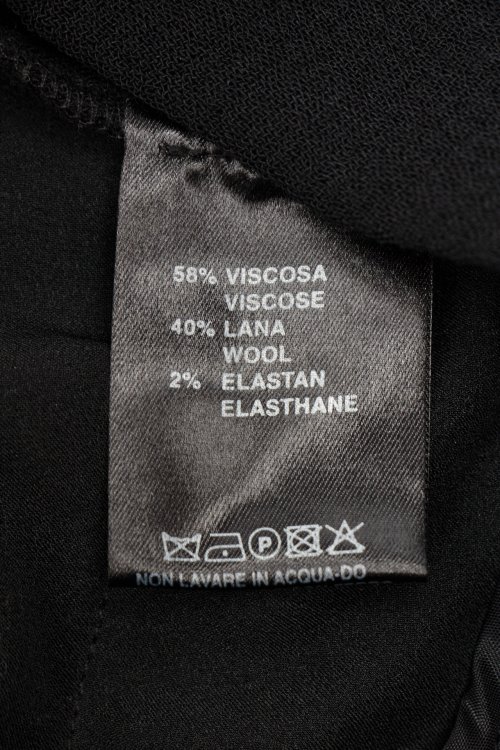 58% VISCOSA
VISCOSE
40% LANA
WOOL
2% ELASTAN
ELASTHANE
P
NON LAVARE IN ACQUA-DO